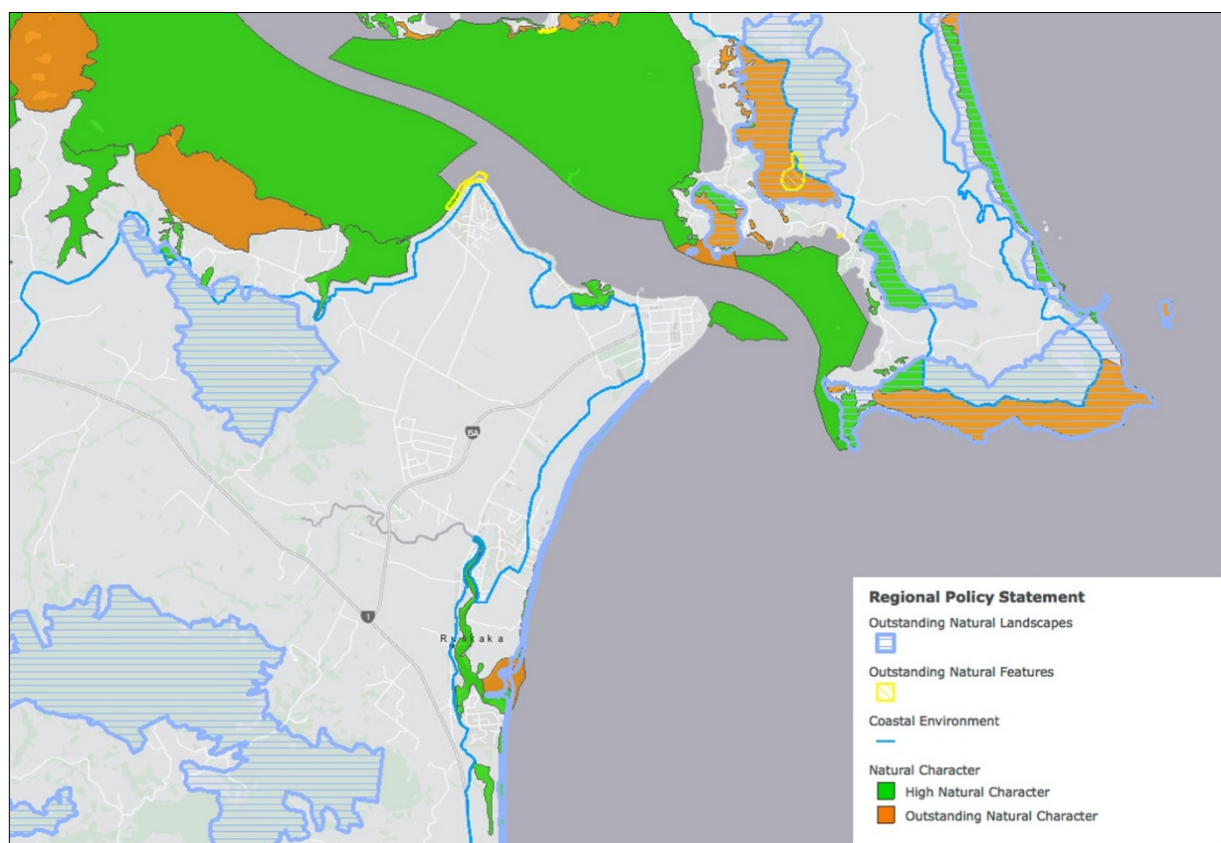 15A
1
Ruakaka
Regional Policy Statement
Outstanding Natural Landscapes
Outstanding Natural Features
Coastal Environment
Natural Character
High Natural Character
Outstanding Natural Character